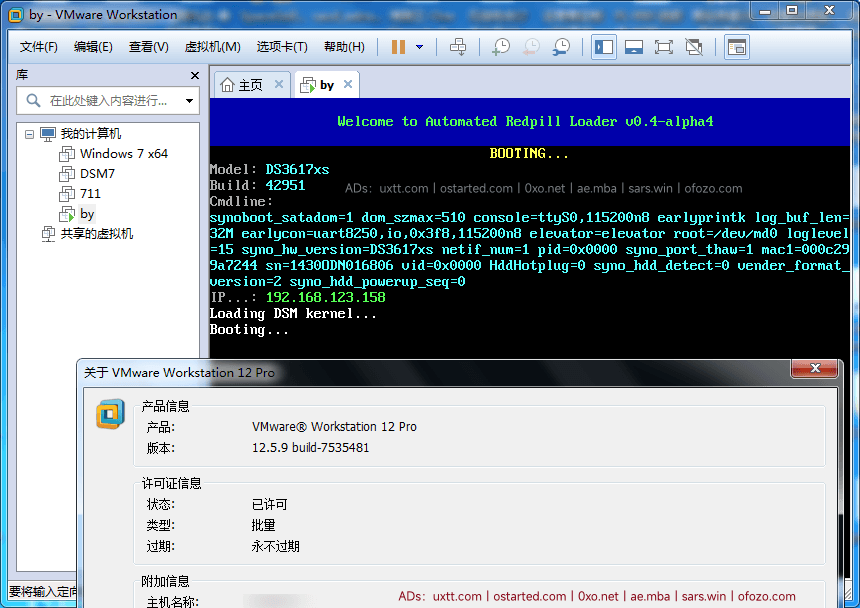 by - VMware Workstation
文件(F) 编辑(E) 查看(V) 虚拟机(M) 选项卡(T) 帮助(H)
库
在此处键入内容进行...
我的计算机
Windows 7 x64
DSM7
711
by
共享的虚拟机
主页 by
Welcome to Automated Redpill Loader v0.4-alpha4
BOOTING...
Model: DS3617xs
Build: 42951
ADs: uxtt.com | ostarted.com | 0xo.net | ae.mba | sars.win | ofozo.com
Cmdline:
synoboot_satadom=1 dom_szmax=510 console=ttyS0,115200n8 earlyprintk log_buf_len=
32M earlycon=uart8250,io,0x3f8,115200n8 elevator=elevator root=/dev/md0 loglevel
=15 syno_hw_version=DS3617xs netif_num=1 pid=0x0000 syno_port_thaw=1 mac1=000c29
9a7244 sn=1430ODN016806 vid=0x0000 HddHotplug=0 syno_hdd_detect=0 vender_format_
version=2 syno_hdd_powerup_seq=0
IP...: 192.168.123.158
Loading DSM kernel...
Booting...
关于 VMware Workstation 12 Pro
产品信息
产品: VMware® Workstation 12 Pro
版本: 12.5.9 build-7535481
许可证信息
状态: 已许可
类型: 批量
过期: 永不过期
附加信息
主机名称:
要将输入定向
ADs: uxtt.com | ostarted.com | 0xo.net | ae.mba | sars.win | ofozo.com